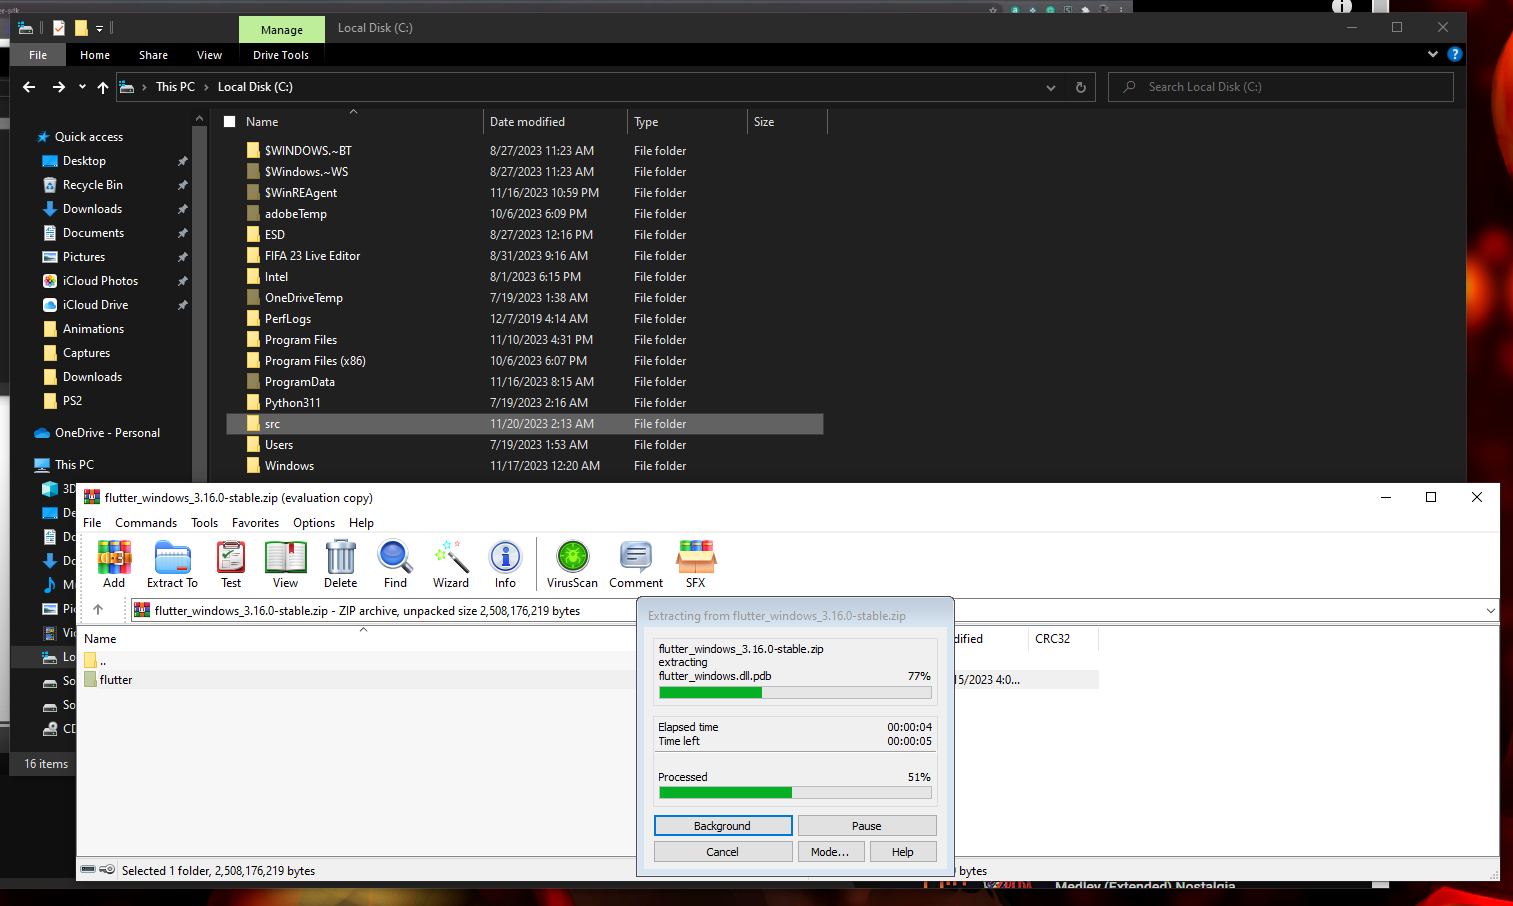 er-sdk
Manage
Local Disk (C:)
File
Home
Share
View
Drive Tools
This PC
Local Disk (C:)
Search Local Disk (C:)
Name
Date modified
Type
Size
Quick access
Desktop
Recycle Bin
Downloads
Documents
Pictures
iCloud Photos
iCloud Drive
Animations
Captures
Downloads
PS2
OneDrive - Personal
This PC
3D
De
Do
Do
M
Pi
Vi
Lo
So
So
CD
16 items
$WINDOWS.~BT 8/27/2023 11:23 AM File folder
$Windows.~WS 8/27/2023 11:23 AM File folder
$WinREAgent 11/16/2023 10:59 PM File folder
adobeTemp 10/6/2023 6:09 PM File folder
ESD 8/27/2023 12:16 PM File folder
FIFA 23 Live Editor 8/31/2023 9:16 AM File folder
Intel 8/1/2023 6:15 PM File folder
OneDriveTemp 7/19/2023 1:38 AM File folder
PerfLogs 12/7/2019 4:14 AM File folder
Program Files 11/10/2023 4:31 PM File folder
Program Files (x86) 10/6/2023 6:07 PM File folder
ProgramData 11/16/2023 8:15 AM File folder
Python311 7/19/2023 2:16 AM File folder
src 11/20/2023 2:13 AM File folder
Users 7/19/2023 1:53 AM File folder
Windows 11/17/2023 12:20 AM File folder
flutter_windows_3.16.0-stable.zip (evaluation copy)
File Commands Tools Favorites Options Help
Add Extract To Test View Delete Find Wizard Info VirusScan Comment SFX
flutter_windows_3.16.0-stable.zip - ZIP archive, unpacked size 2,508,176,219 bytes
Name
dified
CRC32
..
flutter
15/2023 4:0...
Extracting from flutter_windows_3.16.0-stable.zip
flutter_windows_3.16.0-stable.zip
extracting
flutter_windows.dll.pdb 77%
Elapsed time 00:00:04
Time left 00:00:05
Processed 51%
Background
Pause
Cancel
Mode...
Help
Selected 1 folder, 2,508,176,219 bytes
bytes
Medley (Extended) Nostalgia